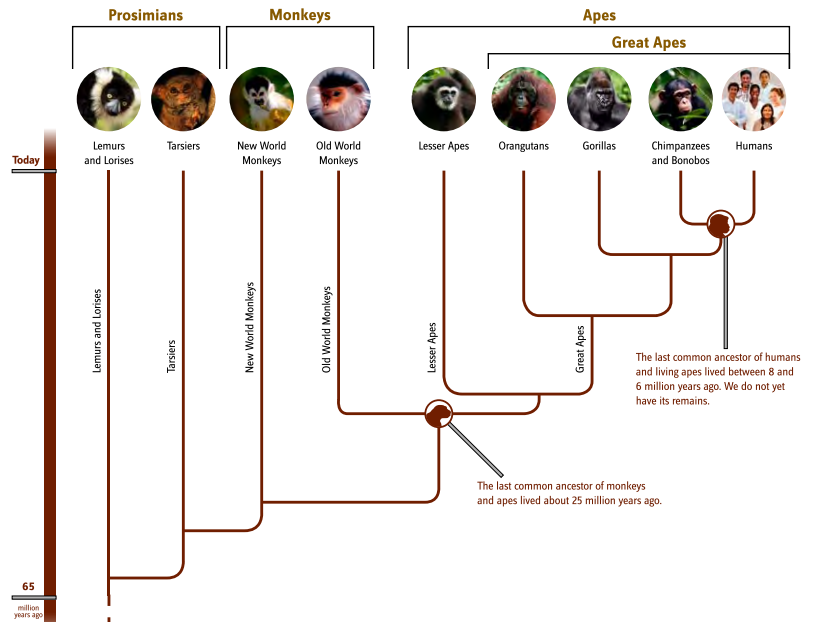 Prosimians
Monkeys
Apes
Great Apes
Lemurs
and Lorises
Tarsiers
New World
Monkeys
Old World
Monkeys
Lesser Apes
Orangutans
Gorillas
Chimpanzees
and Bonobos
Humans
Today
Lemurs and Lorises
Tarsiers
New World Monkeys
Old World Monkeys
Lesser Apes
Great Apes
The last common ancestor of humans
and living apes lived between 8 and
6 million years ago. We do not yet
have its remains.
The last common ancestor of monkeys
and apes lived about 25 million years ago.
65
million
years ago